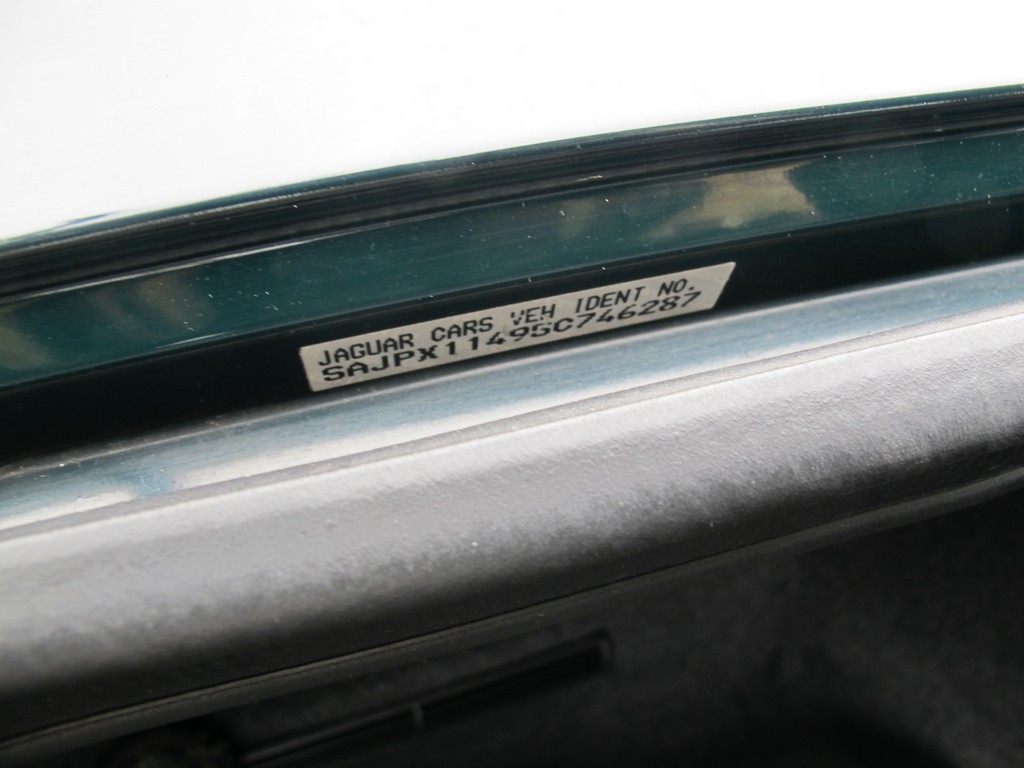 JAGUAR CARS VEH IDENT NO.
SAJPX1149SC746287